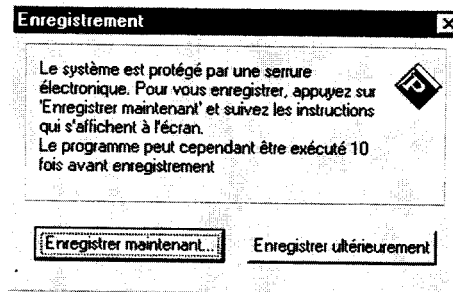 Enregistrement
Le système est protégé par une serrure
électronique. Pour vous enregistrer, appuyez sur
'Enregistrer maintenant' et suivez les instructions
qui s'affichent à l'écran.
Le programme peut cependant être exécuté 10
fois avant enregistrement
Enregistrer maintenant...
Enregistrer ultérieurement